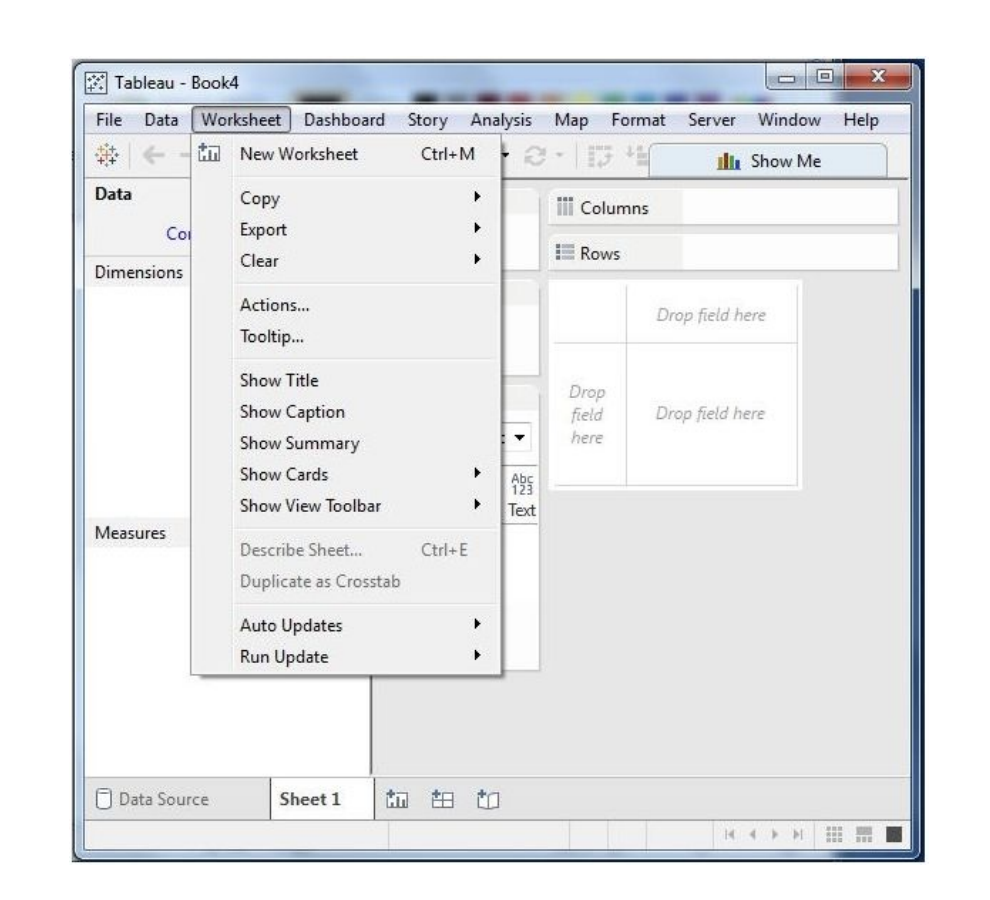 Tableau - Book4
File Data Worksheet Dashboard Story Analysis Map Format Server Window Help
New Worksheet Ctrl+M
Show Me
Data
Copy
Columns
Export
Rows
Clear
Dimensions
Actions...
Drop field here
Tooltip...
Show Title
Show Caption
Show Summary
Show Cards
Show View Toolbar
Drop
field
here
Drop field here
Abc
123
Text
Measures
Describe Sheet... Ctrl+E
Duplicate as Crosstab
Auto Updates
Run Update
Data Source Sheet 1